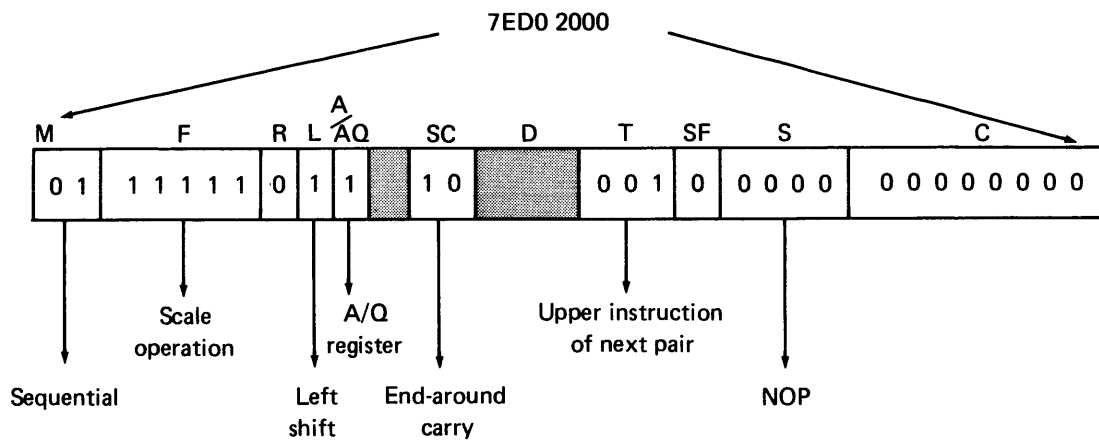 7ED0 2000
A
M F R L /AQ SC D T SF S C
0 1 1 1 1 1 1 0 1 1 1 0 0 0 1 0 0 0 0 0 0 0 0 0 0 0 0 0
Scale operation
A/Q register
Upper instruction of next pair
Sequential
Left shift
End-around carry
NOP